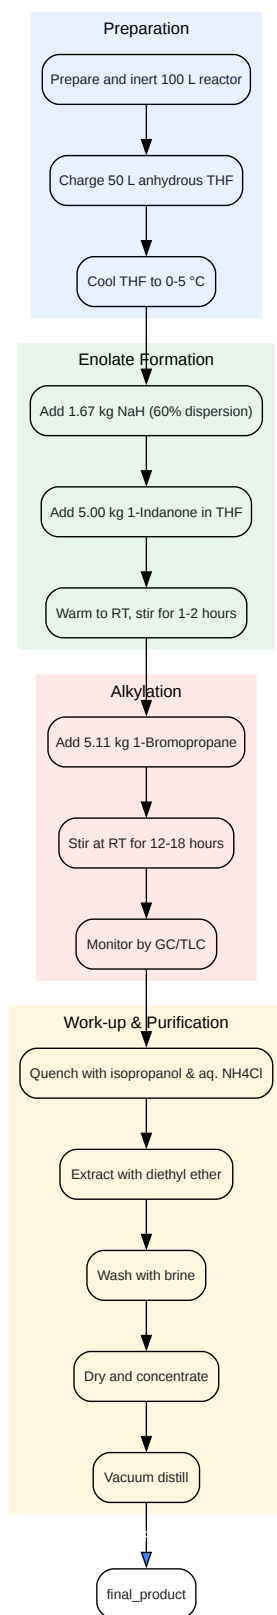 Preparation
Prepare and inert 100 L reactor
Charge 50 L anhydrous THF
Cool THF to 0-5 °C
Enolate Formation
Add 1.67 kg NaH (60% dispersion)
Add 5.00 kg 1-Indanone in THF
Warm to RT, stir for 1-2 hours
Alkylation
Add 5.11 kg 1-Bromopropane
Stir at RT for 12-18 hours
Monitor by GC/TLC
Work-up & Purification
Quench with isopropanol & aq. NH4Cl
Extract with diethyl ether
Wash with brine
Dry and concentrate
Vacuum distill
final_product